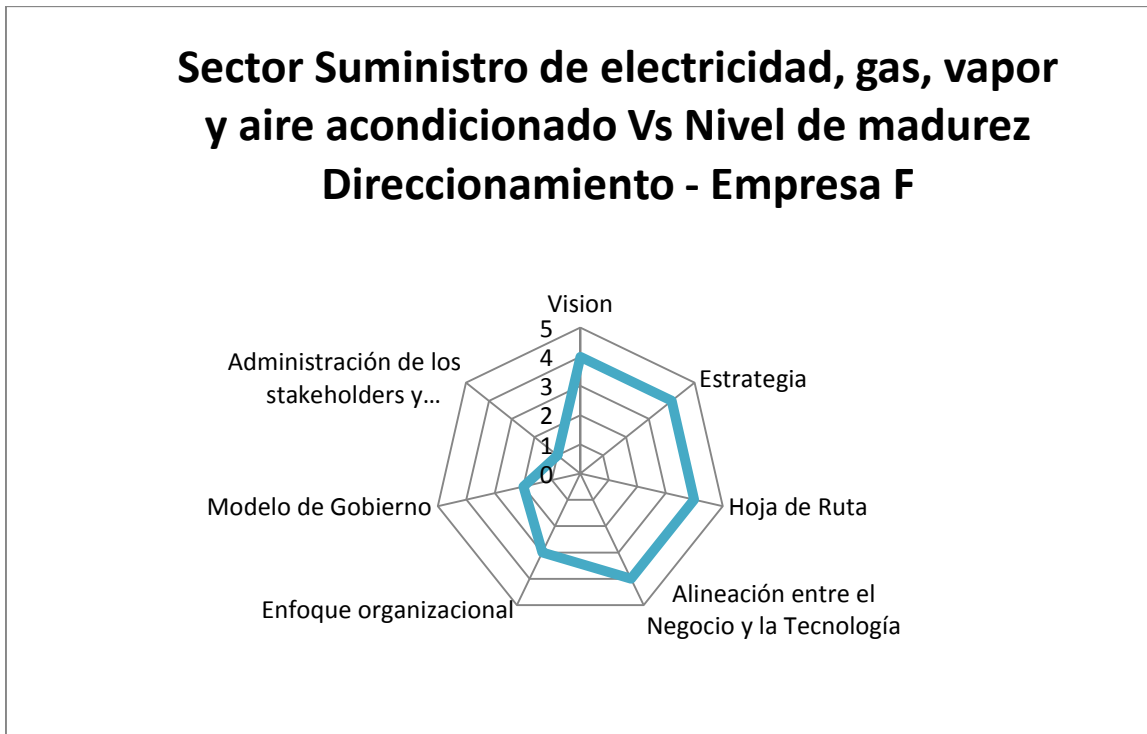 Sector Suministro de electricidad, gas, vapor
y aire acondicionado Vs Nivel de madurez
Direccionamiento - Empresa F
Vision
5
4
3
2
1
0
Estrategia
Hoja de Ruta
Alineación entre el
Negocio y la Tecnología
Enfoque organizacional
Modelo de Gobierno
Administración de los
stakeholders y…